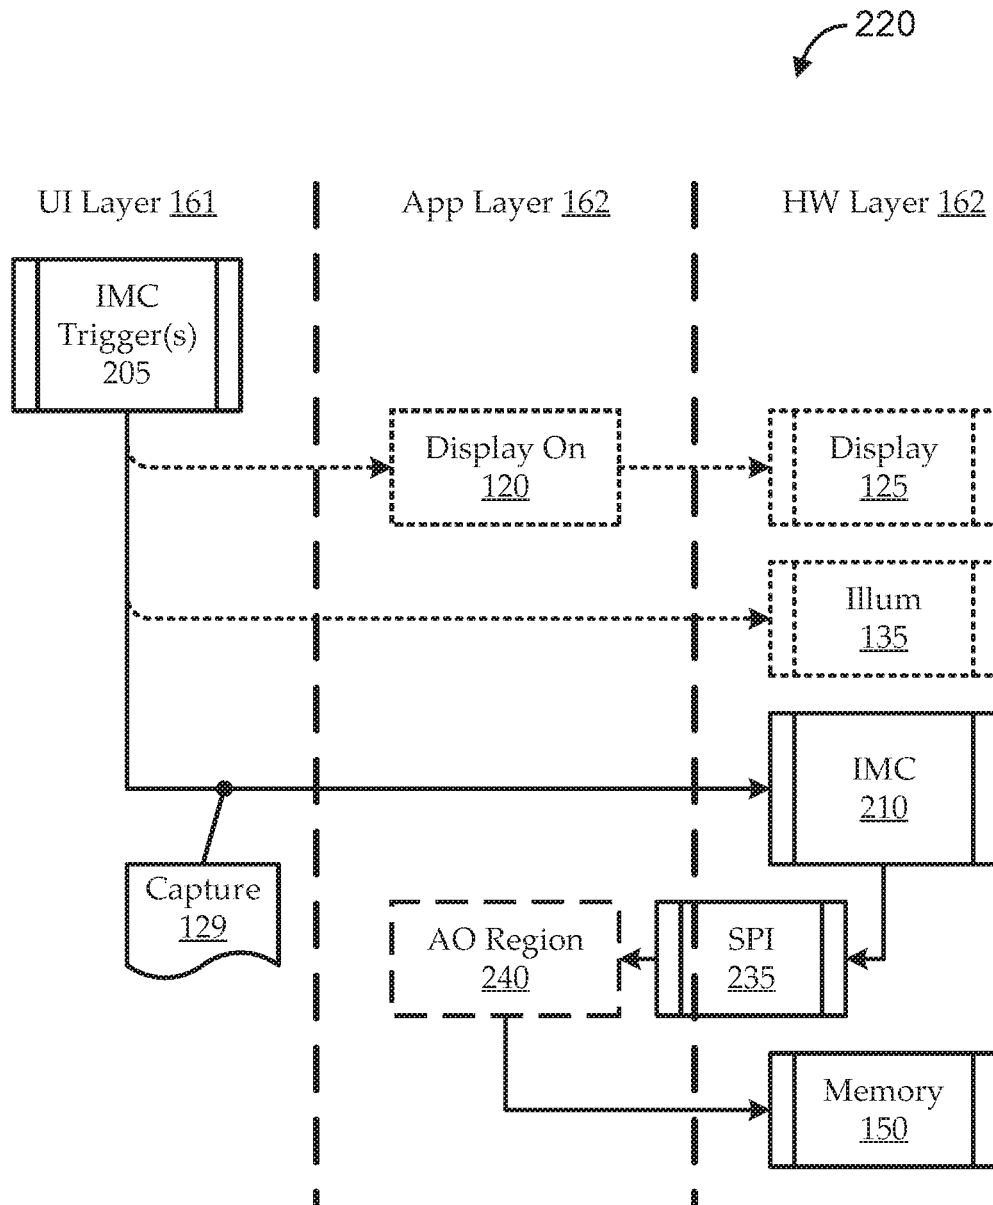 220
UI Layer 161
App Layer 162
HW Layer 162
IMC
Trigger(s)
205
Display On
120
Display
125
Illum
135
IMC
210
Capture
129
AO Region
240
SPI
235
Memory
150